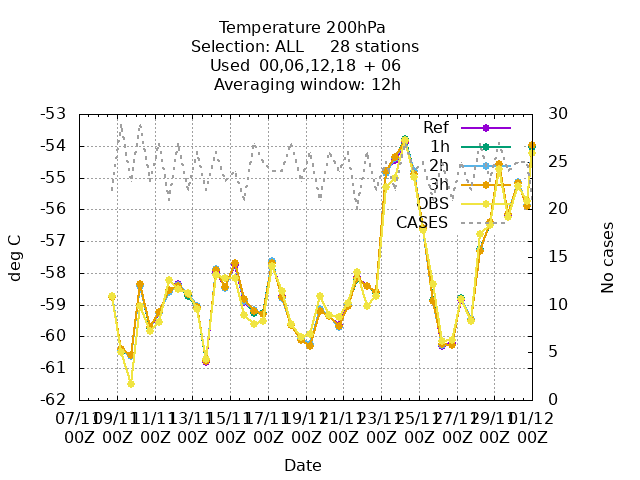 Temperature 200hPa
Selection: ALL 28 stations
Used 00,06,12,18 + 06
Averaging window: 12h
-53 30
Ref
-54 1h 25
2h
-55 3h
-56 OBS 20
CASES
-57 15
-58
-59 10
-60 5
-61
-62 0
deg C
No cases
07/11 09/11 11/11 13/11 15/11 17/11 19/11 21/11 23/11 25/11 27/11 29/11 01/12
00Z 00Z 00Z 00Z 00Z 00Z 00Z 00Z 00Z 00Z 00Z 00Z 00Z
Date